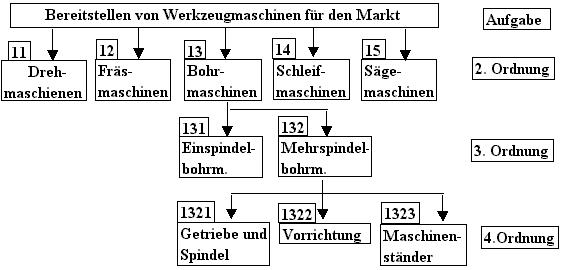 Bereitstellen von Werkzeugmaschinen für den Markt
Aufgabe
11
12
13
14
15
Dreh-
maschienen
Fräs-
maschinen
Bohr-
maschinen
Schleif-
maschinen
Säge-
maschinen
2. Ordnung
131
132
Einspindel-
bohrm.
Mehrspindel-
bohrm.
3. Ordnung
1321
1322
1323
Getriebe und
Spindel
Vorrichtung
Maschinen-
ständer
4.Ordnung